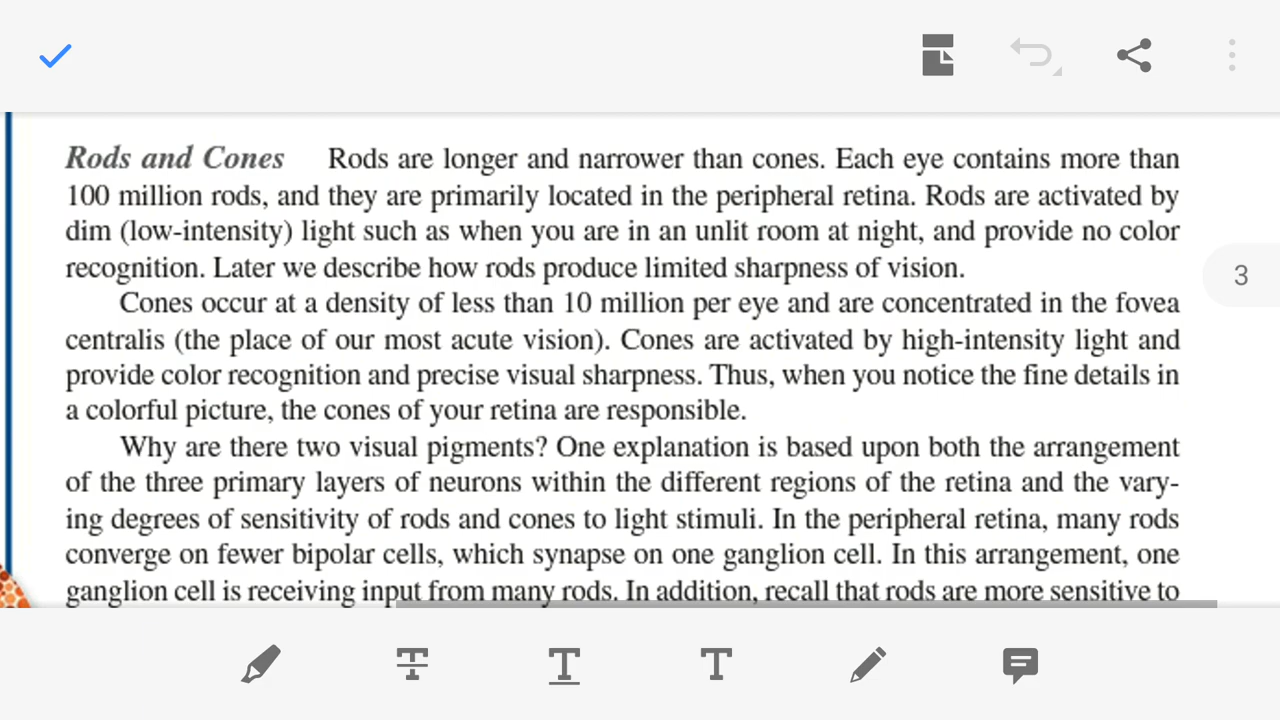 Rods and Cones Rods are longer and narrower than cones. Each eye contains more than
100 million rods, and they are primarily located in the peripheral retina. Rods are activated by
dim (low-intensity) light such as when you are in an unlit room at night, and provide no color
recognition. Later we describe how rods produce limited sharpness of vision.
3
Cones occur at a density of less than 10 million per eye and are concentrated in the fovea
centralis (the place of our most acute vision). Cones are activated by high-intensity light and
provide color recognition and precise visual sharpness. Thus, when you notice the fine details in
a colorful picture, the cones of your retina are responsible.
Why are there two visual pigments? One explanation is based upon both the arrangement
of the three primary layers of neurons within the different regions of the retina and the vary-
ing degrees of sensitivity of rods and cones to light stimuli. In the peripheral retina, many rods
converge on fewer bipolar cells, which synapse on one ganglion cell. In this arrangement, one
ganglion cell is receiving input from many rods. In addition, recall that rods are more sensitive to
T T T